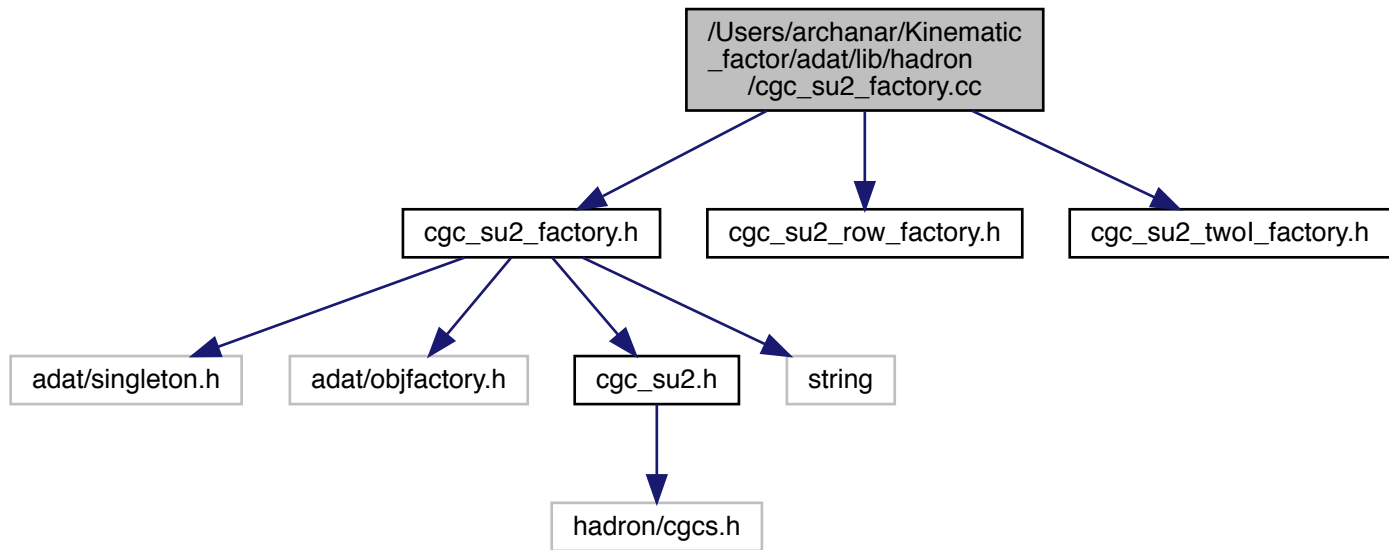 /Users/archanar/Kinematic
_factor/adat/lib/hadron
/cgc_su2_factory.cc
cgc_su2_factory.h
cgc_su2_row_factory.h
cgc_su2_twoI_factory.h
adat/singleton.h
adat/objfactory.h
cgc_su2.h
string
hadron/cgcs.h